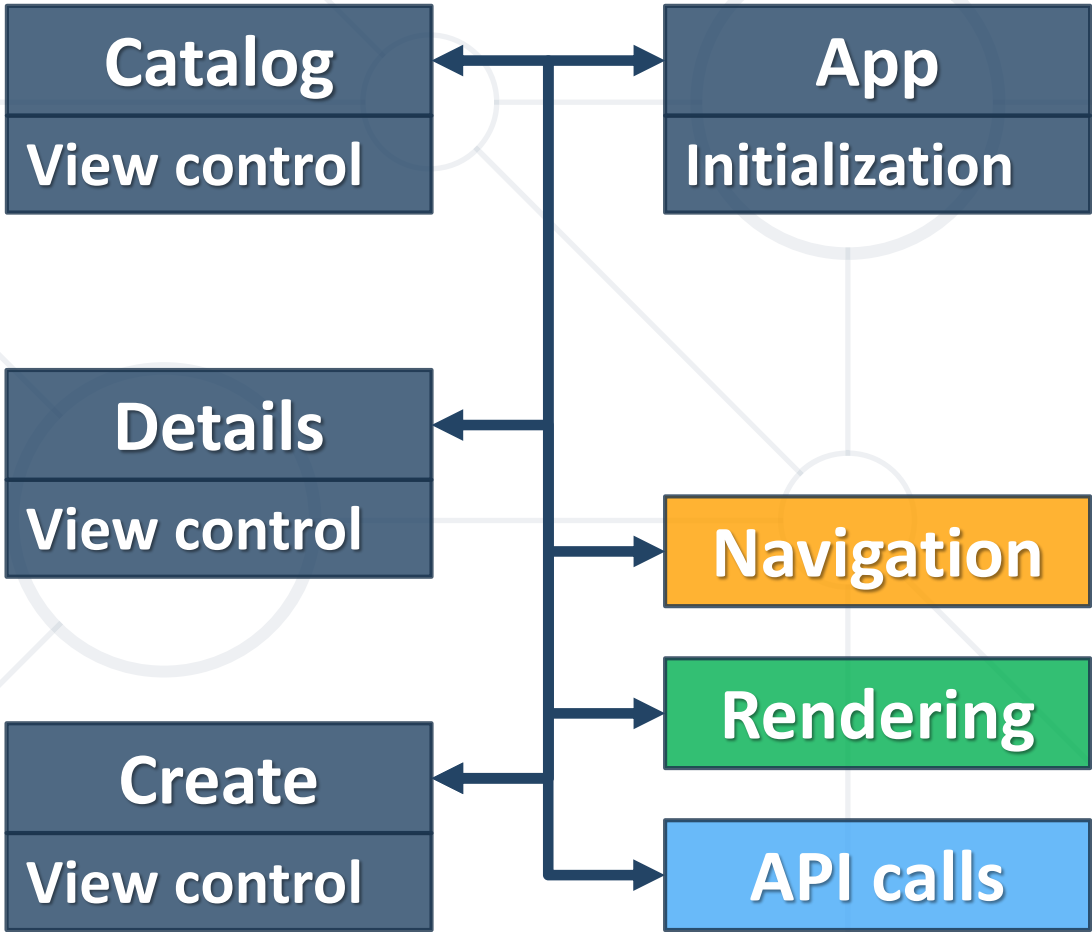 Catalog
View control
App
Initialization
Details
View control
Navigation
Rendering
Create
View control
API calls